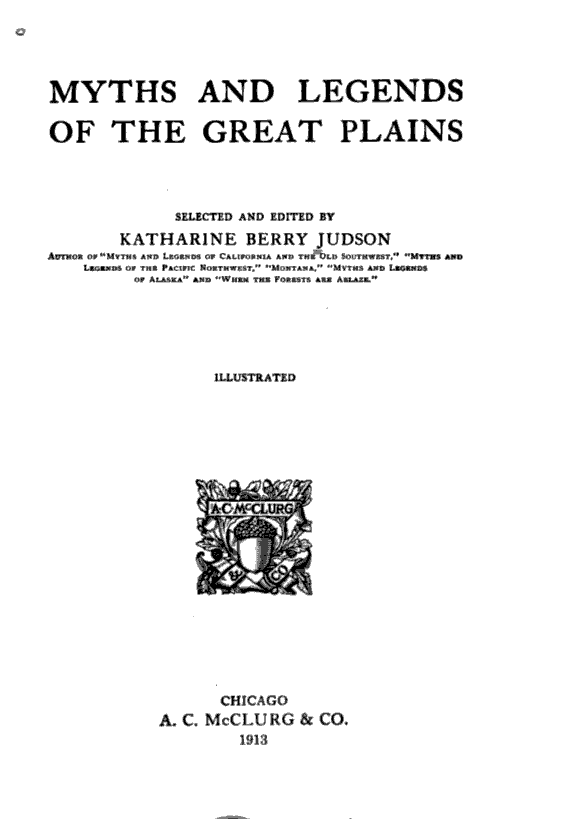 MYTHS AND LEGENDS
OF THE GREAT PLAINS
SELECTED AND EDITED BY
KATHARINE BERRY JUDSON
AUTHOR OF "MYTHS AND LEGENDS OF CALIFORNIA AND THE OLD SOUTHWEST," "MYTHS AND
LEGENDS OF THE PACIFIC NORTHWEST," "MONTANA," "MYTHS AND LEGENDS
OF ALASKA" AND "WHEN THE FORESTS ARE ABLAZE."
ILLUSTRATED
A·C·McCLURG
& CO
CHICAGO
A. C. McCLURG & CO.
1913